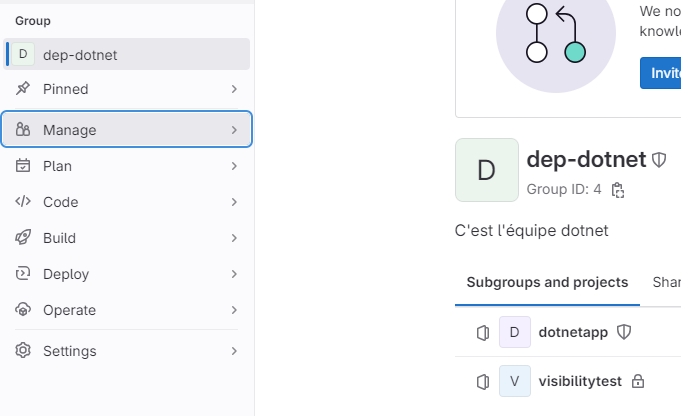 Group
D dep-dotnet
Pinned
Manage
Plan
Code
Build
Deploy
Operate
Settings
We no
knowle
Invite
D
dep-dotnet
Group ID: 4
C'est l'équipe dotnet
Subgroups and projects Shar
D dotnetapp
V visibilitytest